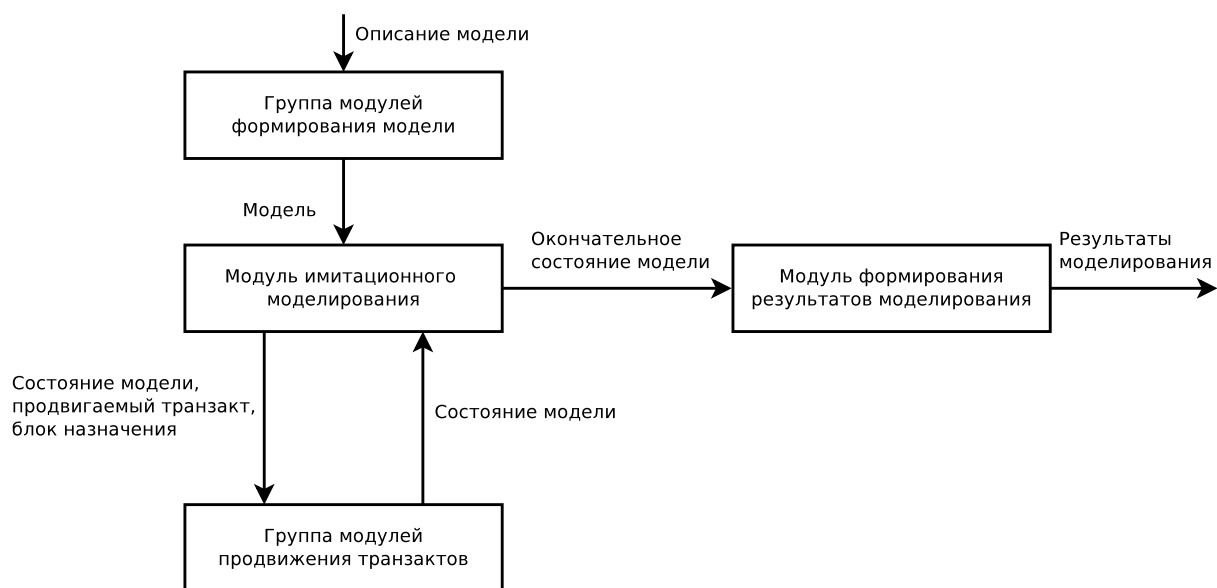 Описание модели
Группа модулей
формирования модели
Модель
Модуль имитационного
моделирования
Окончательное
состояние модели
Модуль формирования
результатов моделирования
Результаты
моделирования
Состояние модели,
продвигаемый транзакт,
блок назначения
Состояние модели
Группа модулей
продвижения транзактов